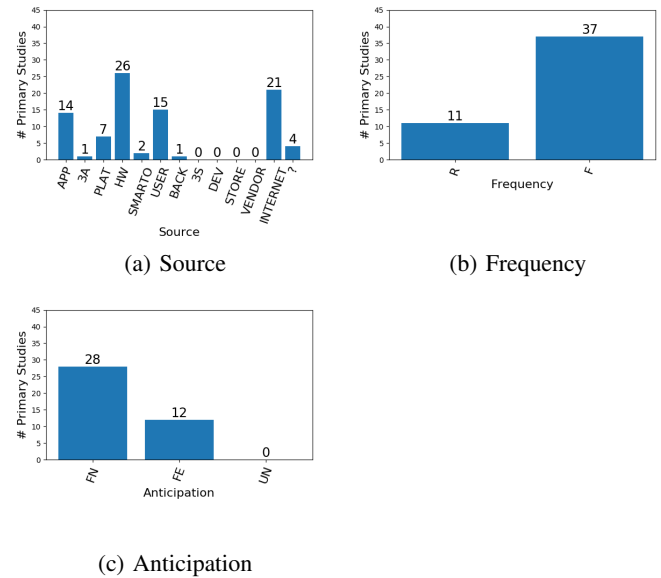 45
40
35
30
25
20
15
10
5
0
# Primary Studies
14
1
7
26
2
15
1
0
0
0
0
21
4
APP
3A
PLAT
HW
SMARTO
USER
BACK
3S
DEV
STORE
VENDOR
INTERNET
?
Source
(a) Source
45
40
35
30
25
20
15
10
5
0
# Primary Studies
11
37
R
F
Frequency
(b) Frequency
45
40
35
30
25
20
15
10
5
0
# Primary Studies
28
12
0
FN
FE
UN
Anticipation
(c) Anticipation